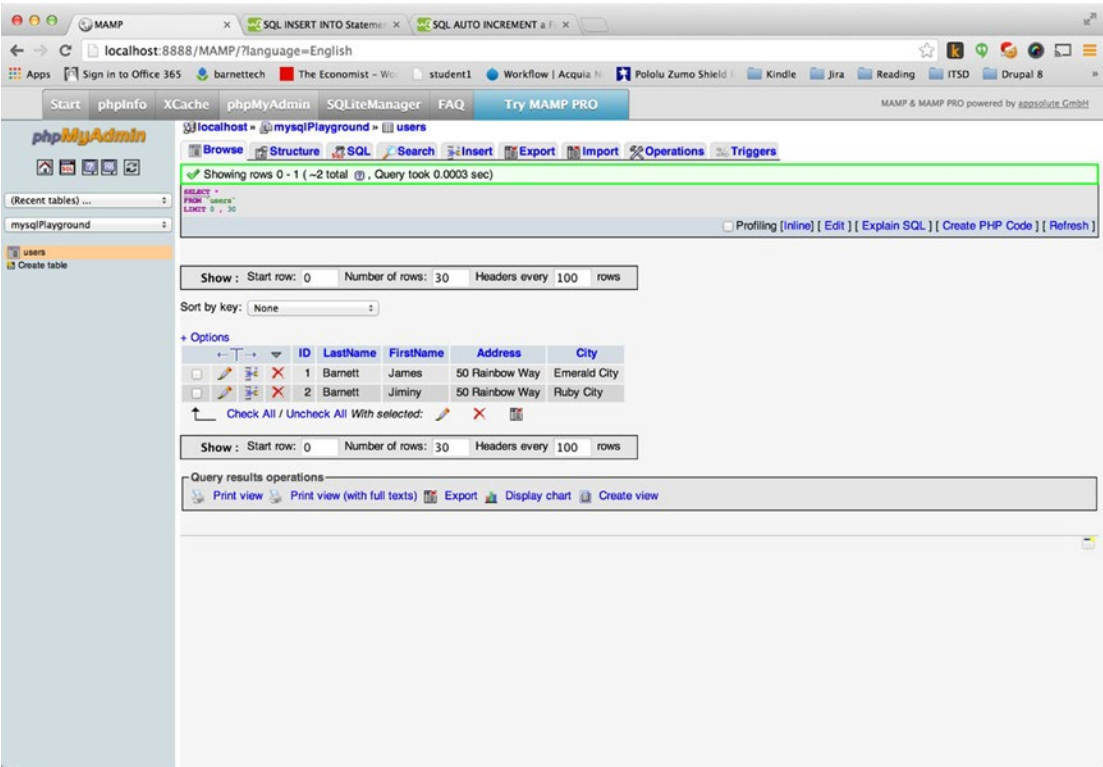 MAMP SQL INSERT INTO Statemen SQL AUTO INCREMENT a Fi
localhost:8888/MAMP/?language=English
Apps Sign in to Office 365 barnettech The Economist - Wo student1 Workflow | Acquia N Pololu Zumo Shield Kindle Jira Reading ITSD Drupal 8 »
Start phpInfo XCache phpMyAdmin SQLiteManager FAQ Try MAMP PRO MAMP & MAMP PRO powered by appsolute GmbH
phpMyAdmin
(Recent tables) ...
mysqlPlayground
users
Create table
localhost » mysqlPlayground » users
Browse Structure SQL Search Insert Export Import Operations Triggers
Showing rows 0 - 1 ( ~2 total , Query took 0.0003 sec)
SELECT *
FROM `users`
LIMIT 0 , 30
Profiling [Inline] [ Edit ] [ Explain SQL ] [ Create PHP Code ] [ Refresh ]
Show : Start row: 0 Number of rows: 30 Headers every 100 rows
Sort by key: None
+ Options
←T→ ID LastName FirstName Address City
1 Barnett James 50 Rainbow Way Emerald City
2 Barnett Jiminy 50 Rainbow Way Ruby City
Check All / Uncheck All With selected:
Show : Start row: 0 Number of rows: 30 Headers every 100 rows
Query results operations
Print view Print view (with full texts) Export Display chart Create view